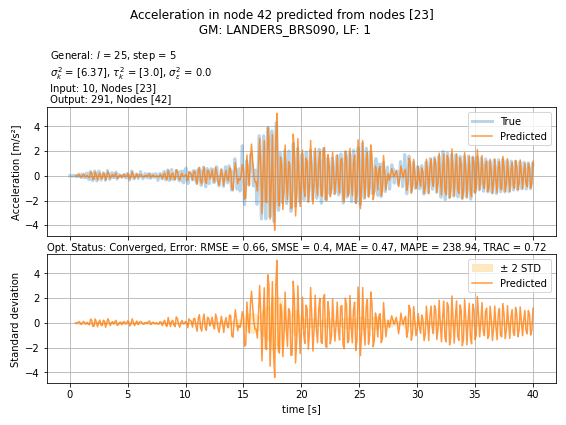 Acceleration in node 42 predicted from nodes [23]
GM: LANDERS_BRS090, LF: 1
General: l = 25, step = 5
σ²ₖ = [6.37], τ²ₖ = [3.0], σ²ε = 0.0
Input: 10, Nodes [23]
Output: 291, Nodes [42]
Acceleration [m/s²]
4
2
0
−2
−4
True
Predicted
Opt. Status: Converged, Error: RMSE = 0.66, SMSE = 0.4, MAE = 0.47, MAPE = 238.94, TRAC = 0.72
Standard deviation
4
2
0
−2
−4
± 2 STD
Predicted
0 5 10 15 20 25 30 35 40
time [s]